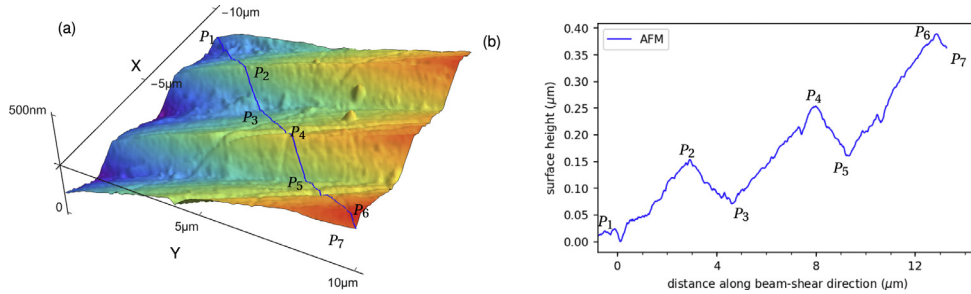 (a)
−10μm
P1
X
P2
−5μm
500nm
P3
P4
P5
0
5μm
P6
P7
Y
10μm
(b)
0.40
AFM
P6
P7
0.35
0.30
surface height (μm)
0.25
P4
0.20
0.15
P2
P5
0.10
P3
0.05
P1
0.00
0 4 8 12
distance along beam-shear direction (μm)